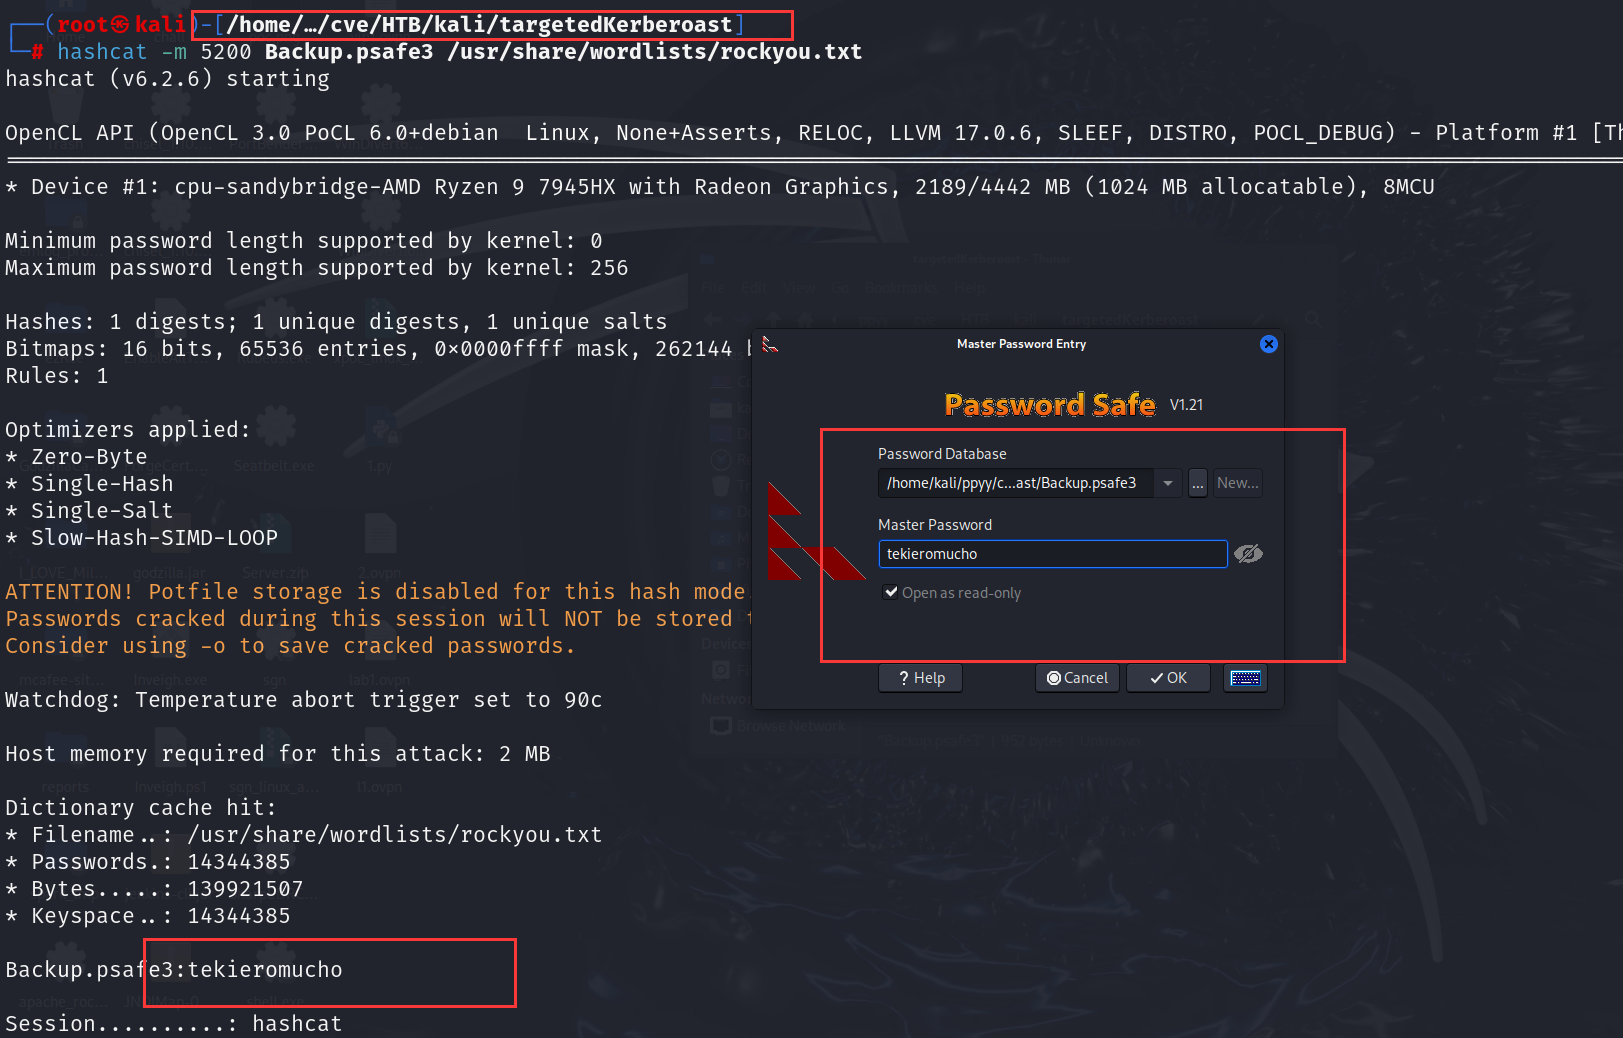 ┌──(root㉿kali)-[/home/…/cve/HTB/kali/targetedKerberoast]
└─# hashcat -m 5200 Backup.psafe3 /usr/share/wordlists/rockyou.txt
hashcat (v6.2.6) starting
OpenCL API (OpenCL 3.0 PoCL 6.0+debian  Linux, None+Asserts, RELOC, LLVM 17.0.6, SLEEF, DISTRO, POCL_DEBUG) - Platform #1 [Th
* Device #1: cpu-sandybridge-AMD Ryzen 9 7945HX with Radeon Graphics, 2189/4442 MB (1024 MB allocatable), 8MCU
Minimum password length supported by kernel: 0
Maximum password length supported by kernel: 256
Hashes: 1 digests; 1 unique digests, 1 unique salts
Bitmaps: 16 bits, 65536 entries, 0x0000ffff mask, 262144 b
Rules: 1
Optimizers applied:
* Zero-Byte
* Single-Hash
* Single-Salt
* Slow-Hash-SIMD-LOOP
ATTENTION! Potfile storage is disabled for this hash mode.
Passwords cracked during this session will NOT be stored t
Consider using -o to save cracked passwords.
Watchdog: Temperature abort trigger set to 90c
Host memory required for this attack: 2 MB
Dictionary cache hit:
* Filename..: /usr/share/wordlists/rockyou.txt
* Passwords.: 14344385
* Bytes.....: 139921507
* Keyspace..: 14344385
Backup.psafe3:tekieromucho
Session..........: hashcat
Master Password Entry
Password Safe V1.21
Password Database
/home/kali/ppyy/c...ast/Backup.psafe3
... New...
Master Password
tekieromucho
Open as read-only
? Help Cancel OK